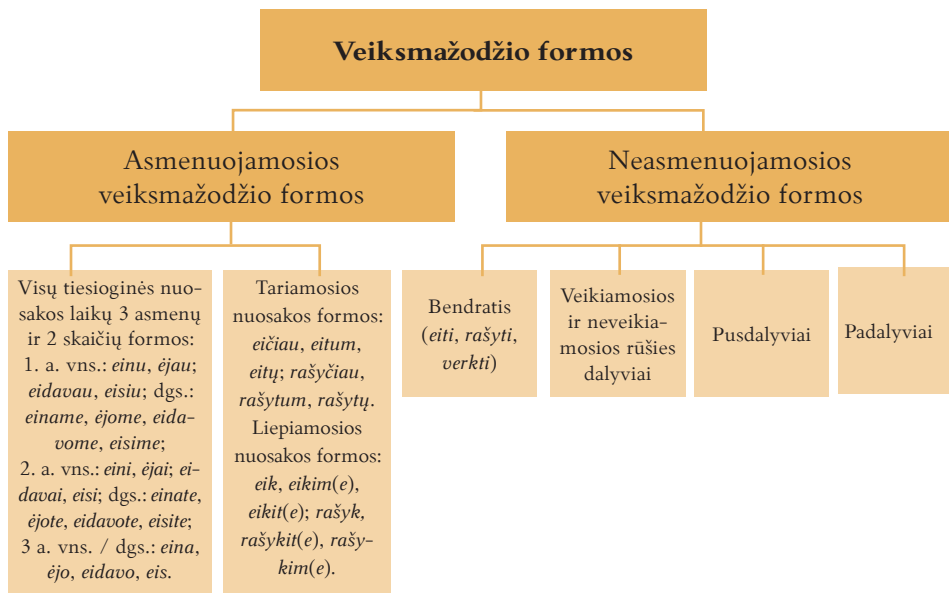 Veiksmažodžio formos
Asmenuojamosios
veiksmažodžio formos
Neasmenuojamosios
veiksmažodžio formos
Visų tiesioginės nuo-
sakos laikų 3 asmenų
ir 2 skaičių formos:
1. a. vns.: einu, ėjau;
eidavau, eisiu; dgs.:
einame, ėjome, eida-
vome, eisime;
2. a. vns.: eini, ėjai; ei-
davai, eisi; dgs.: einate,
ėjote, eidavote, eisite;
3 a. vns. / dgs.: eina,
ėjo, eidavo, eis.
Tariamosios
nuosakos formos:
eičiau, eitum,
eitų; rašyčiau,
rašytum, rašytų.
Liepiamosios
nuosakos formos:
eik, eikim(e),
eikit(e); rašyk,
rašykit(e), rašy-
kim(e).
Bendratis
(eiti, rašyti,
verkti)
Veikiamosios
ir neveikia-
mosios rūšies
dalyviai
Pusdalyviai
Padalyviai